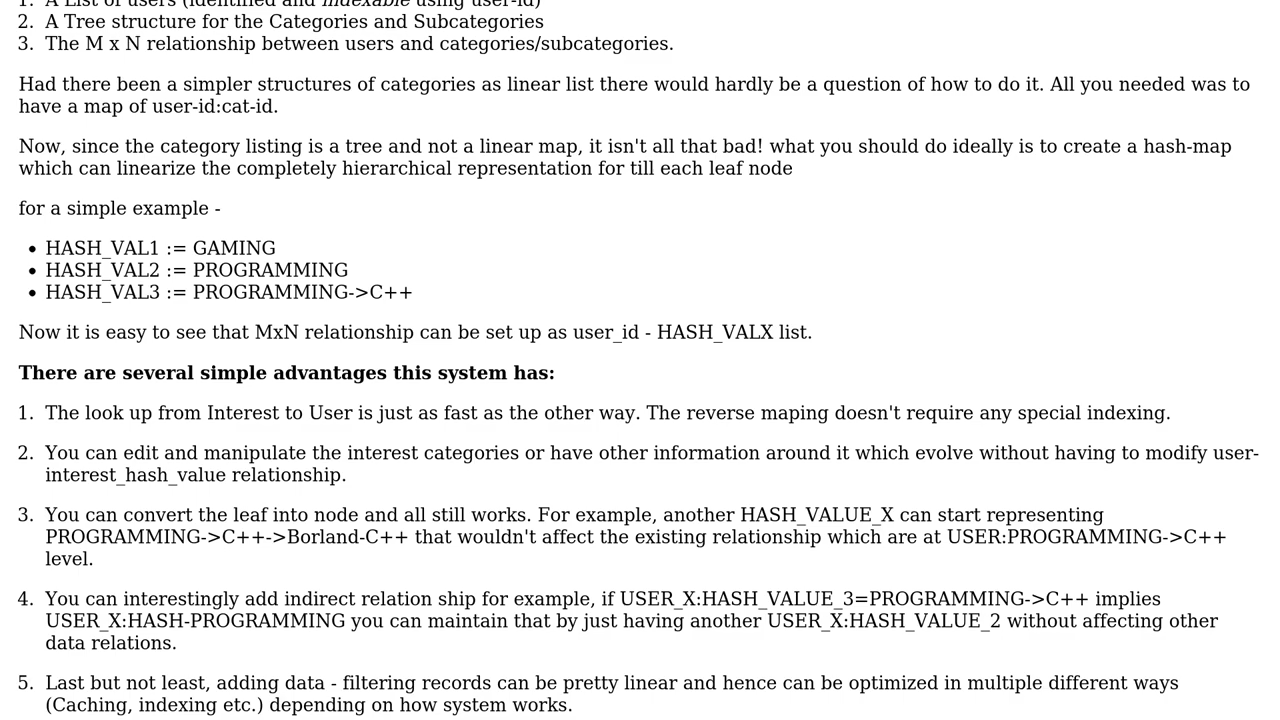 1. A List of users (identified and indexable using user-id)
2. A Tree structure for the Categories and Subcategories
3. The M x N relationship between users and categories/subcategories.
Had there been a simpler structures of categories as linear list there would hardly be a question of how to do it. All you needed was to
have a map of user-id:cat-id.
Now, since the category listing is a tree and not a linear map, it isn't all that bad! what you should do ideally is to create a hash-map
which can linearize the completely hierarchical representation for till each leaf node
for a simple example -
• HASH_VAL1 := GAMING
• HASH_VAL2 := PROGRAMMING
• HASH_VAL3 := PROGRAMMING->C++
Now it is easy to see that MxN relationship can be set up as user_id - HASH_VALX list.
There are several simple advantages this system has:
1. The look up from Interest to User is just as fast as the other way. The reverse maping doesn't require any special indexing.
2. You can edit and manipulate the interest categories or have other information around it which evolve without having to modify user-
interest_hash_value relationship.
3. You can convert the leaf into node and all still works. For example, another HASH_VALUE_X can start representing
PROGRAMMING->C++->Borland-C++ that wouldn't affect the existing relationship which are at USER:PROGRAMMING->C++
level.
4. You can interestingly add indirect relation ship for example, if USER_X:HASH_VALUE_3=PROGRAMMING->C++ implies
USER_X:HASH-PROGRAMMING you can maintain that by just having another USER_X:HASH_VALUE_2 without affecting other
data relations.
5. Last but not least, adding data - filtering records can be pretty linear and hence can be optimized in multiple different ways
(Caching, indexing etc.) depending on how system works.